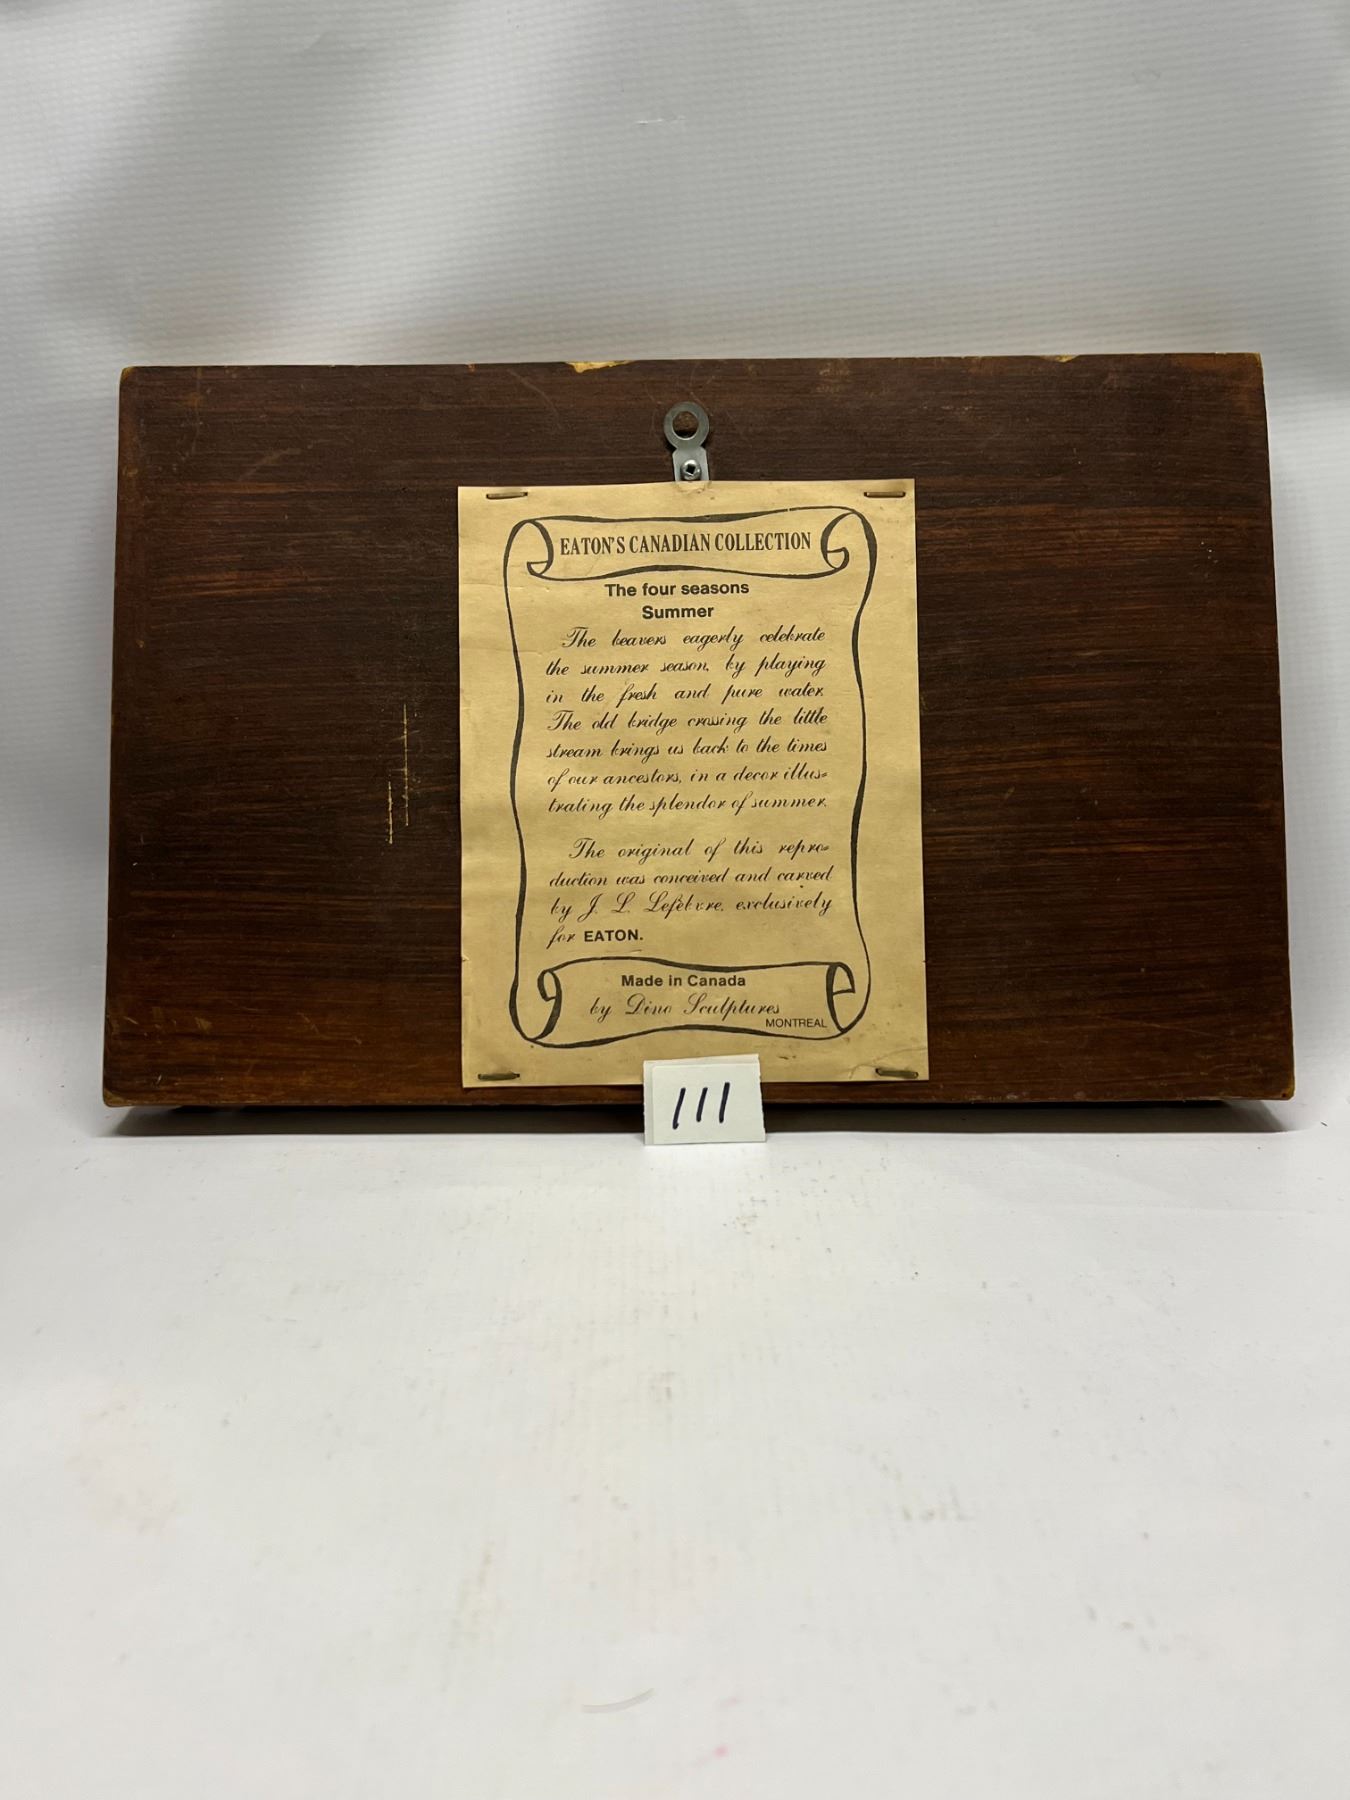 EATON'S CANADIAN COLLECTION
The four seasons
Summer
The beavers eagerly celebrate
the summer season, by playing
in the fresh and pure water.
The old bridge crossing the little
stream brings us back to the times
of our ancestors, in a decor illus=
trating the splendor of summer.
The original of this repro=
duction was conceived and carved
by J. L. Lefebvre, exclusively
for EATON.
Made in Canada
by Dino Sculptures
MONTREAL
111